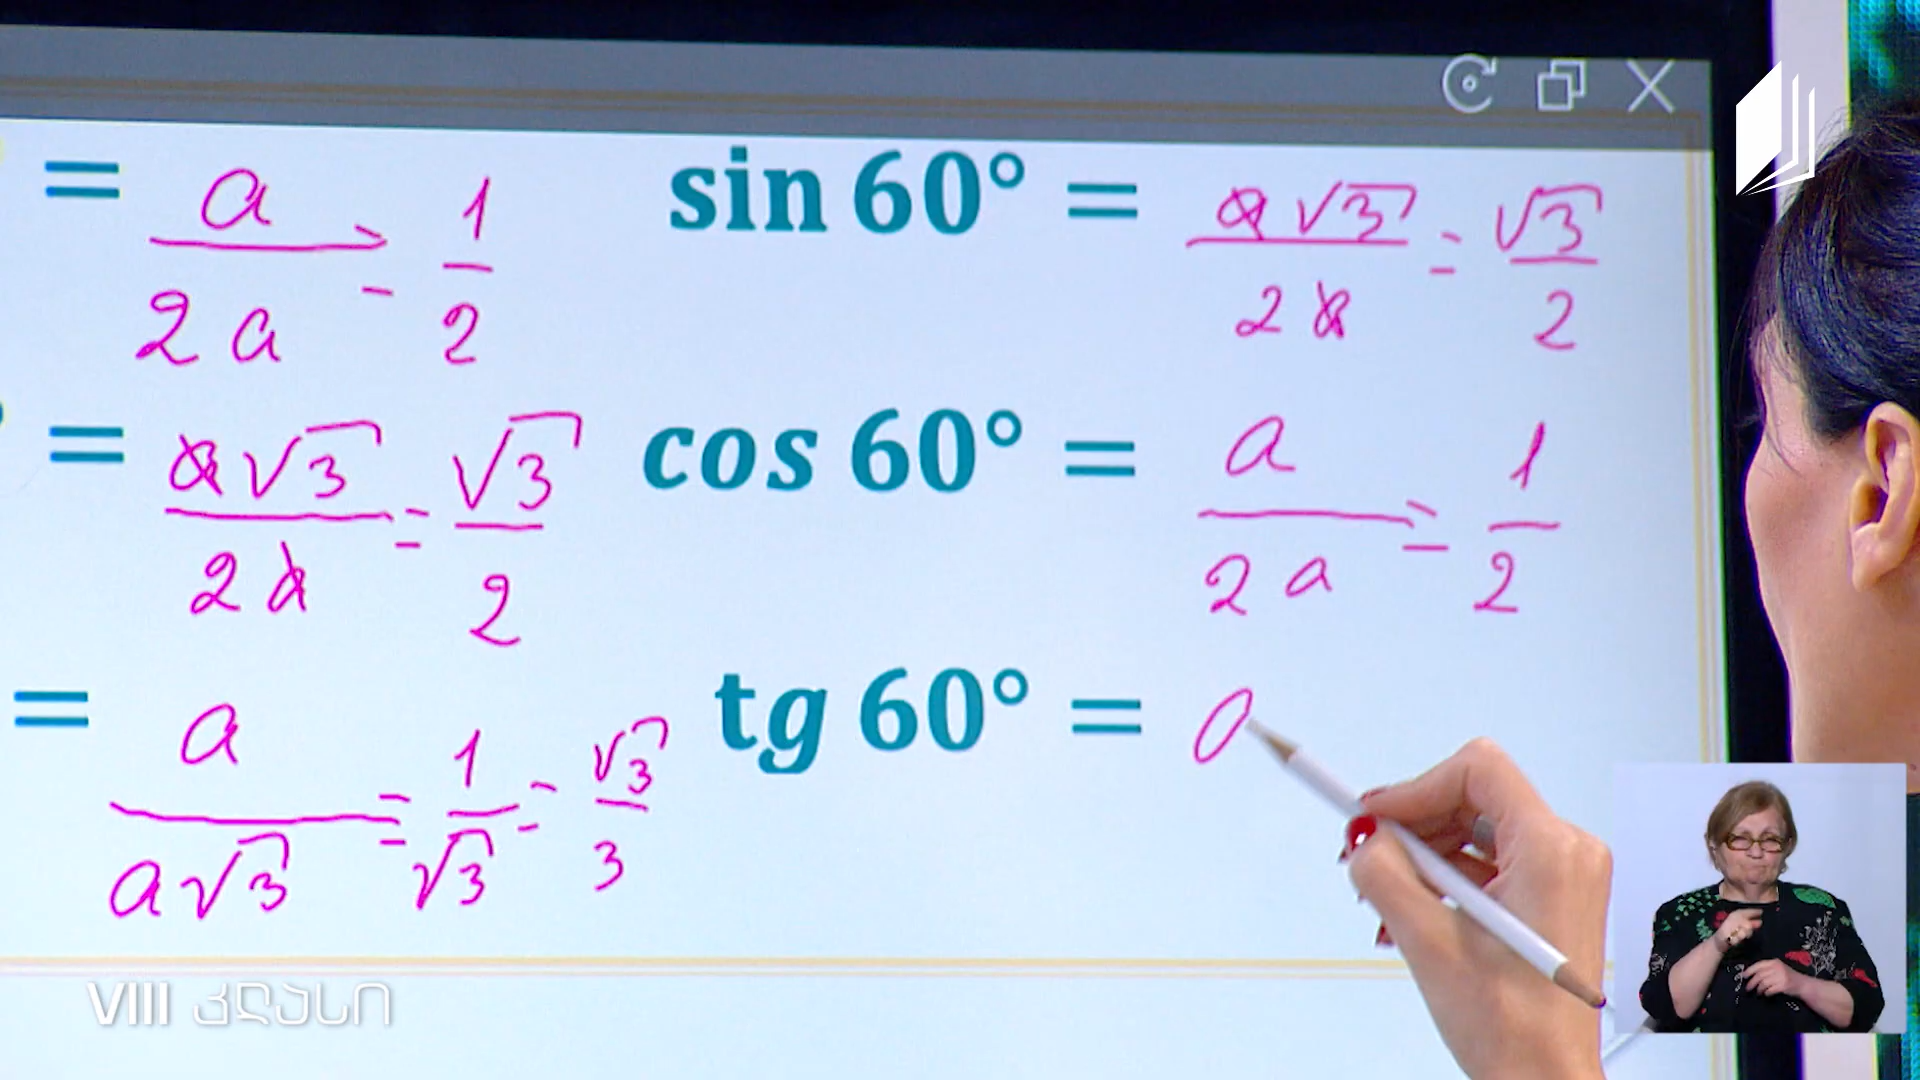 = a/2a = 1/2 sin 60° = a√3/2a = √3/2
= a√3/2a = √3/2 cos 60° = a/2a = 1/2
= a/a√3 = 1/√3 = √3/3 tg 60° = a
VIII კლასი